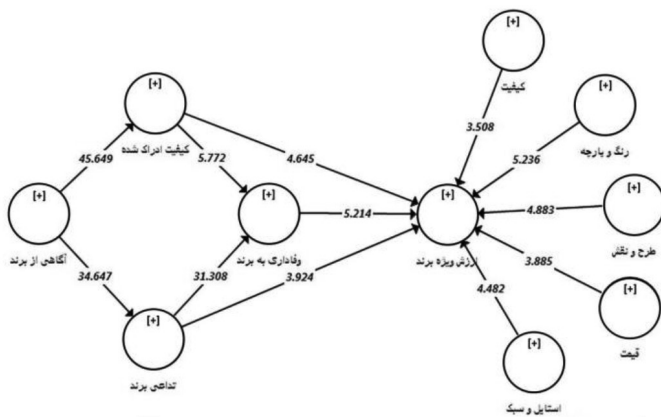 [+]
کیفیت
[+]
کیفیت ادراک شده
[+]
رنگ و پارچه
3.508
45.649
5.772
4.645
5.236
[+]
آگاهی از برند
[+]
وفاداری به برند
5.214
[+]
ارزش ویژه برند
4.883
[+]
طرح و نقش
34.647
31.308
3.924
3.885
4.482
[+]
تداعی برند
[+]
قیمت
[+]
استایل و سبک